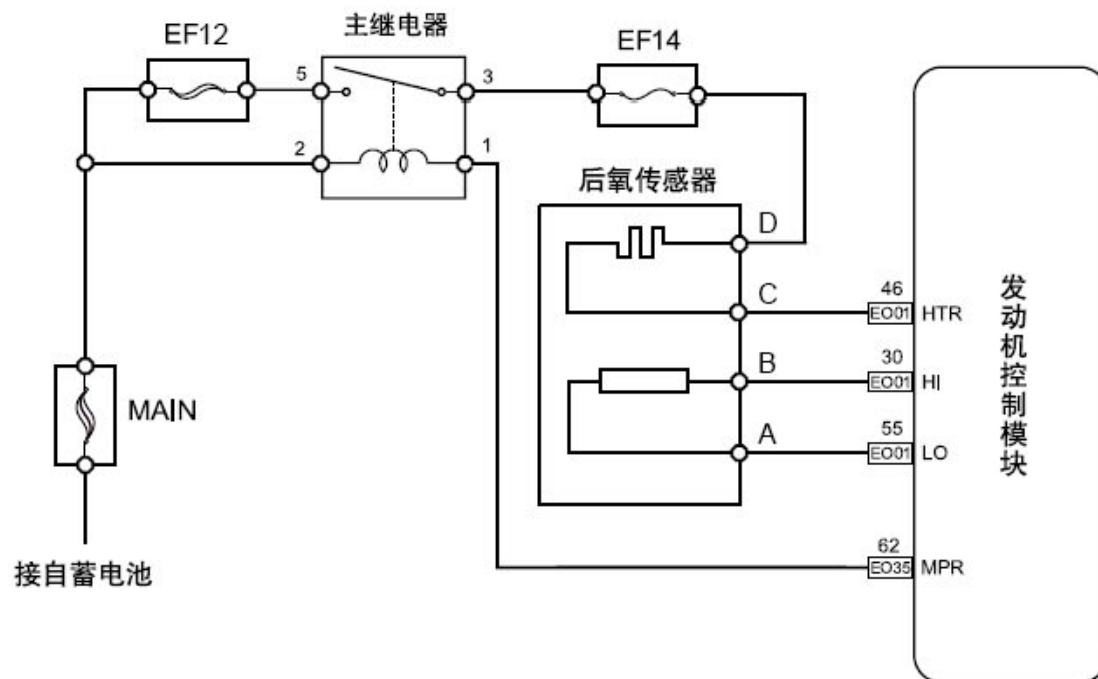 EF12
主继电器
EF14
5
3
2
1
后氧传感器
D
C
46
EO01
HTR
B
30
EO01
HI
A
55
EO01
LO
MAIN
62
EO35
MPR
接自蓄电池
发动机控制模块